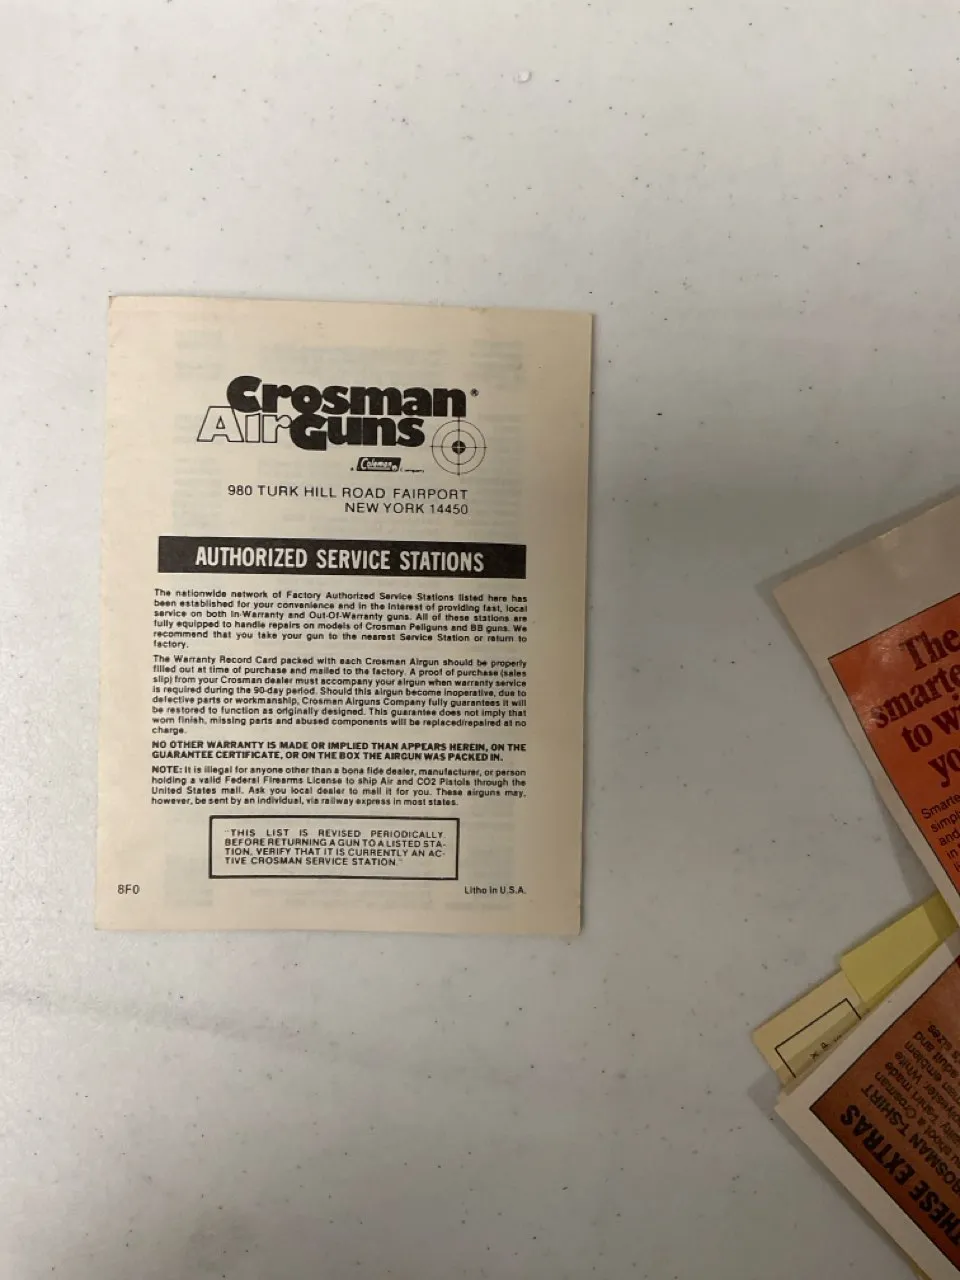 Crosman®
AirGuns
A Coleman® Company
980 TURK HILL ROAD FAIRPORT
NEW YORK 14450
AUTHORIZED SERVICE STATIONS
The nationwide network of Factory Authorized Service Stations listed here has
been established for your convenience and in the interest of providing fast, local
service on both In-Warranty and Out-Of-Warranty guns. All of these stations are
fully equipped to handle repairs on models of Crosman Pellguns and BB guns. We
recommend that you take your gun to the nearest Service Station or return to
factory.
The Warranty Record Card packed with each Crosman Airgun should be properly
filled out at time of purchase and mailed to the factory. A proof of purchase (sales
slip) from your Crosman dealer must accompany your airgun when warranty service
is required during the 90-day period. Should this airgun become inoperative, due to
defective parts or workmanship, Crosman Airguns Company fully guarantees it will
be restored to function as originally designed. This guarantee does not imply that
worn finish, missing parts and abused components will be replaced/repaired at no
charge.
NO OTHER WARRANTY IS MADE OR IMPLIED THAN APPEARS HEREIN, ON THE
GUARANTEE CERTIFICATE, OR ON THE BOX THE AIRGUN WAS PACKED IN.
NOTE: It is illegal for anyone other than a bona fide dealer, manufacturer, or person
holding a valid Federal Firearms License to ship Air and CO2 Pistols through the
United States mail. Ask you local dealer to mail it for you. These airguns may,
however, be sent by an individual, via railway express in most states.
"THIS LIST IS REVISED PERIODICALLY.
BEFORE RETURNING A GUN TO A LISTED STA-
TION, VERIFY THAT IT IS CURRENTLY AN AC-
TIVE CROSMAN SERVICE STATION."
8F0
Litho in U.S.A.
The
to
THESE EXTRAS
T-SHIRT
Crosman
made
White
adult and
sizes.
and
in